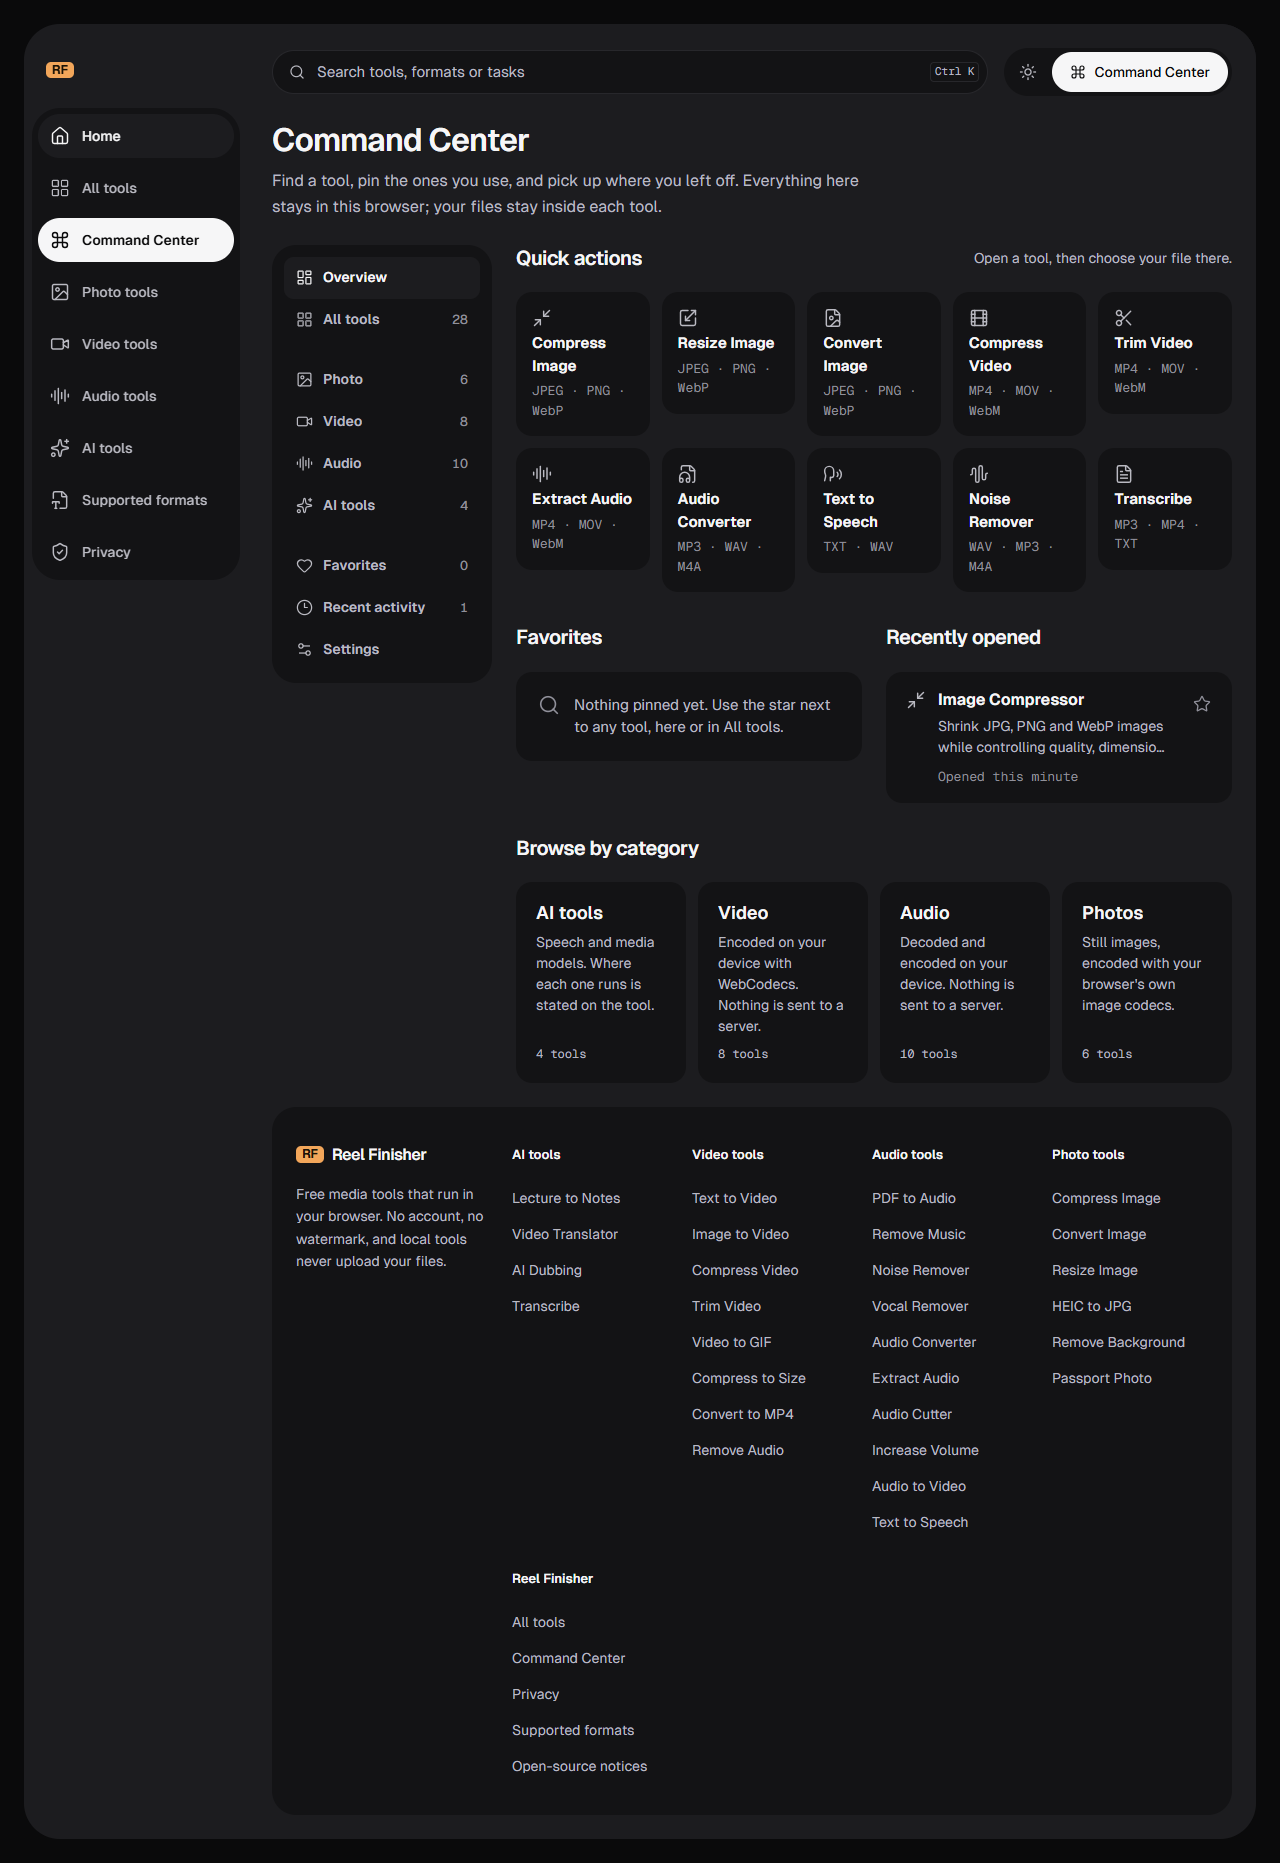 RF
Search tools, formats or tasks
Ctrl K
Command Center
Home
All tools
Command Center
Photo tools
Video tools
Audio tools
AI tools
Supported formats
Privacy
Command Center
Find a tool, pin the ones you use, and pick up where you left off. Everything here
stays in this browser; your files stay inside each tool.
Overview
All tools 28
Photo 6
Video 8
Audio 10
AI tools 4
Favorites 0
Recent activity 1
Settings
Quick actions
Open a tool, then choose your file there.
Compress
Image
JPEG · PNG ·
WebP
Resize Image
JPEG · PNG ·
WebP
Convert
Image
JPEG · PNG ·
WebP
Compress
Video
MP4 · MOV ·
WebM
Trim Video
MP4 · MOV ·
WebM
Extract Audio
MP4 · MOV ·
WebM
Audio
Converter
MP3 · WAV ·
M4A
Text to
Speech
TXT · WAV
Noise
Remover
WAV · MP3 ·
M4A
Transcribe
MP3 · MP4 ·
TXT
Favorites
Nothing pinned yet. Use the star next
to any tool, here or in All tools.
Recently opened
Image Compressor
Shrink JPG, PNG and WebP images
while controlling quality, dimensio…
Opened this minute
Browse by category
AI tools
Speech and media
models. Where
each one runs is
stated on the tool.
4 tools
Video
Encoded on your
device with
WebCodecs.
Nothing is sent to a
server.
8 tools
Audio
Decoded and
encoded on your
device. Nothing is
sent to a server.
10 tools
Photos
Still images,
encoded with your
browser's own
image codecs.
6 tools
RF Reel Finisher
Free media tools that run in
your browser. No account, no
watermark, and local tools
never upload your files.
AI tools
Lecture to Notes
Video Translator
AI Dubbing
Transcribe
Video tools
Text to Video
Image to Video
Compress Video
Trim Video
Video to GIF
Compress to Size
Convert to MP4
Remove Audio
Audio tools
PDF to Audio
Remove Music
Noise Remover
Vocal Remover
Audio Converter
Extract Audio
Audio Cutter
Increase Volume
Audio to Video
Text to Speech
Photo tools
Compress Image
Convert Image
Resize Image
HEIC to JPG
Remove Background
Passport Photo
Reel Finisher
All tools
Command Center
Privacy
Supported formats
Open-source notices